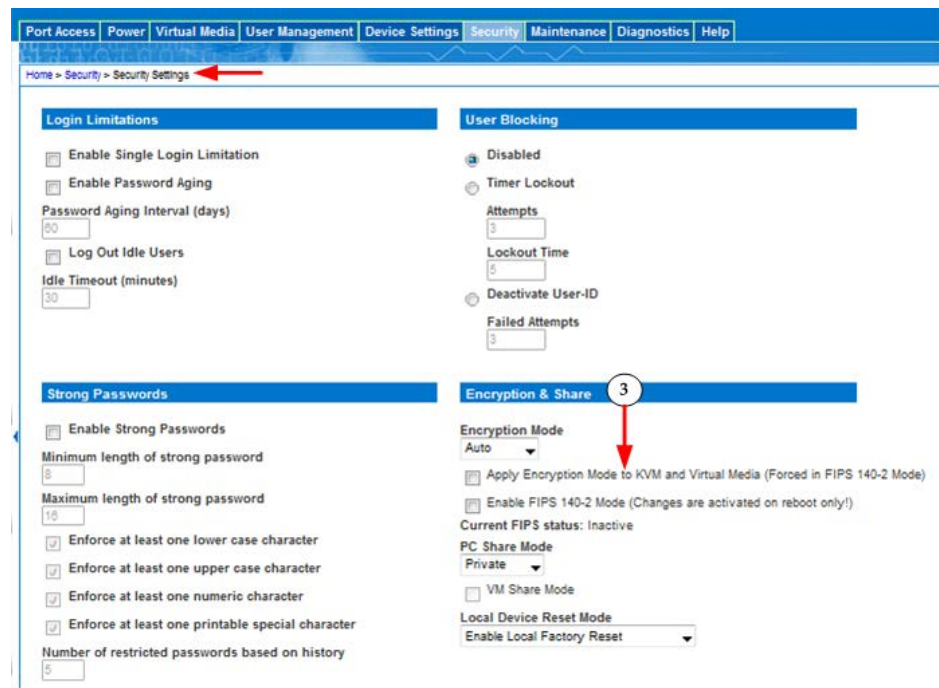 Port Access Power Virtual Media User Management Device Settings Security Maintenance Diagnostics Help
Home > Security > Security Settings
Login Limitations
Enable Single Login Limitation
Enable Password Aging
Password Aging Interval (days)
60
Log Out Idle Users
Idle Timeout (minutes)
30
User Blocking
Disabled
Timer Lockout
Attempts
3
Lockout Time
5
Deactivate User-ID
Failed Attempts
3
Strong Passwords
Enable Strong Passwords
Minimum length of strong password
8
Maximum length of strong password
16
Enforce at least one lower case character
Enforce at least one upper case character
Enforce at least one numeric character
Enforce at least one printable special character
Number of restricted passwords based on history
5
Encryption & Share
3
Encryption Mode
Auto
Apply Encryption Mode to KVM and Virtual Media (Forced in FIPS 140-2 Mode)
Enable FIPS 140-2 Mode (Changes are activated on reboot only!)
Current FIPS status: Inactive
PC Share Mode
Private
VM Share Mode
Local Device Reset Mode
Enable Local Factory Reset